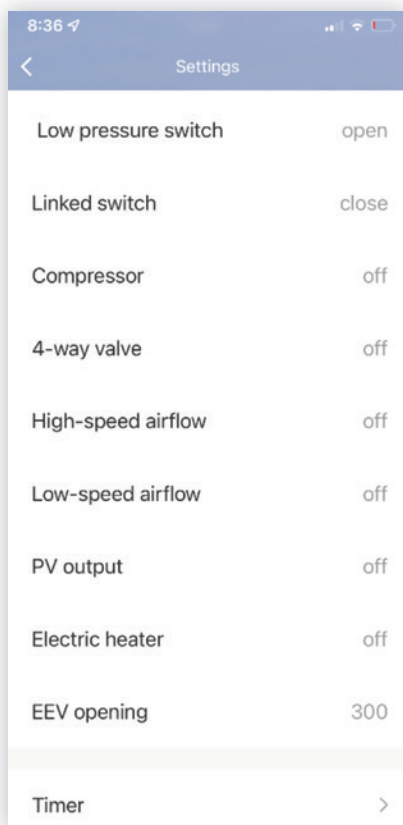 8:36
Settings
Low pressure switch open
Linked switch close
Compressor off
4-way valve off
High-speed airflow off
Low-speed airflow off
PV output off
Electric heater off
EEV opening 300
Timer